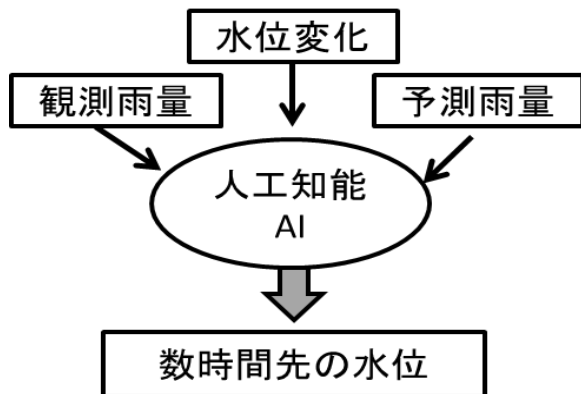 水位変化
観測雨量
予測雨量
人工知能
AI
数時間先の水位